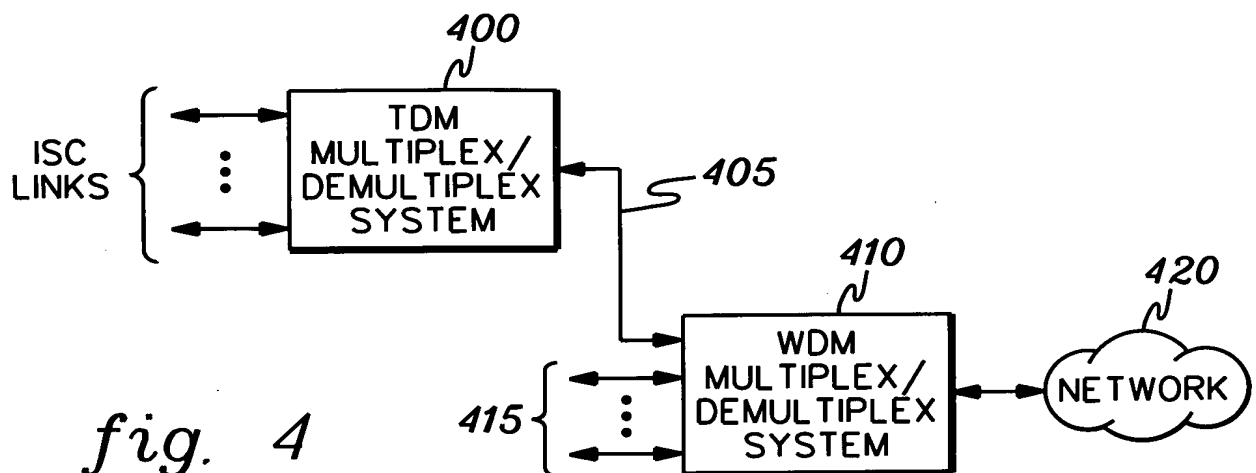 400
ISC
LINKS
TDM
MULTIPLEX/
DEMULTIPLEX
SYSTEM
405
410
420
415
WDM
MULTIPLEX/
DEMULTIPLEX
SYSTEM
NETWORK
fig. 4